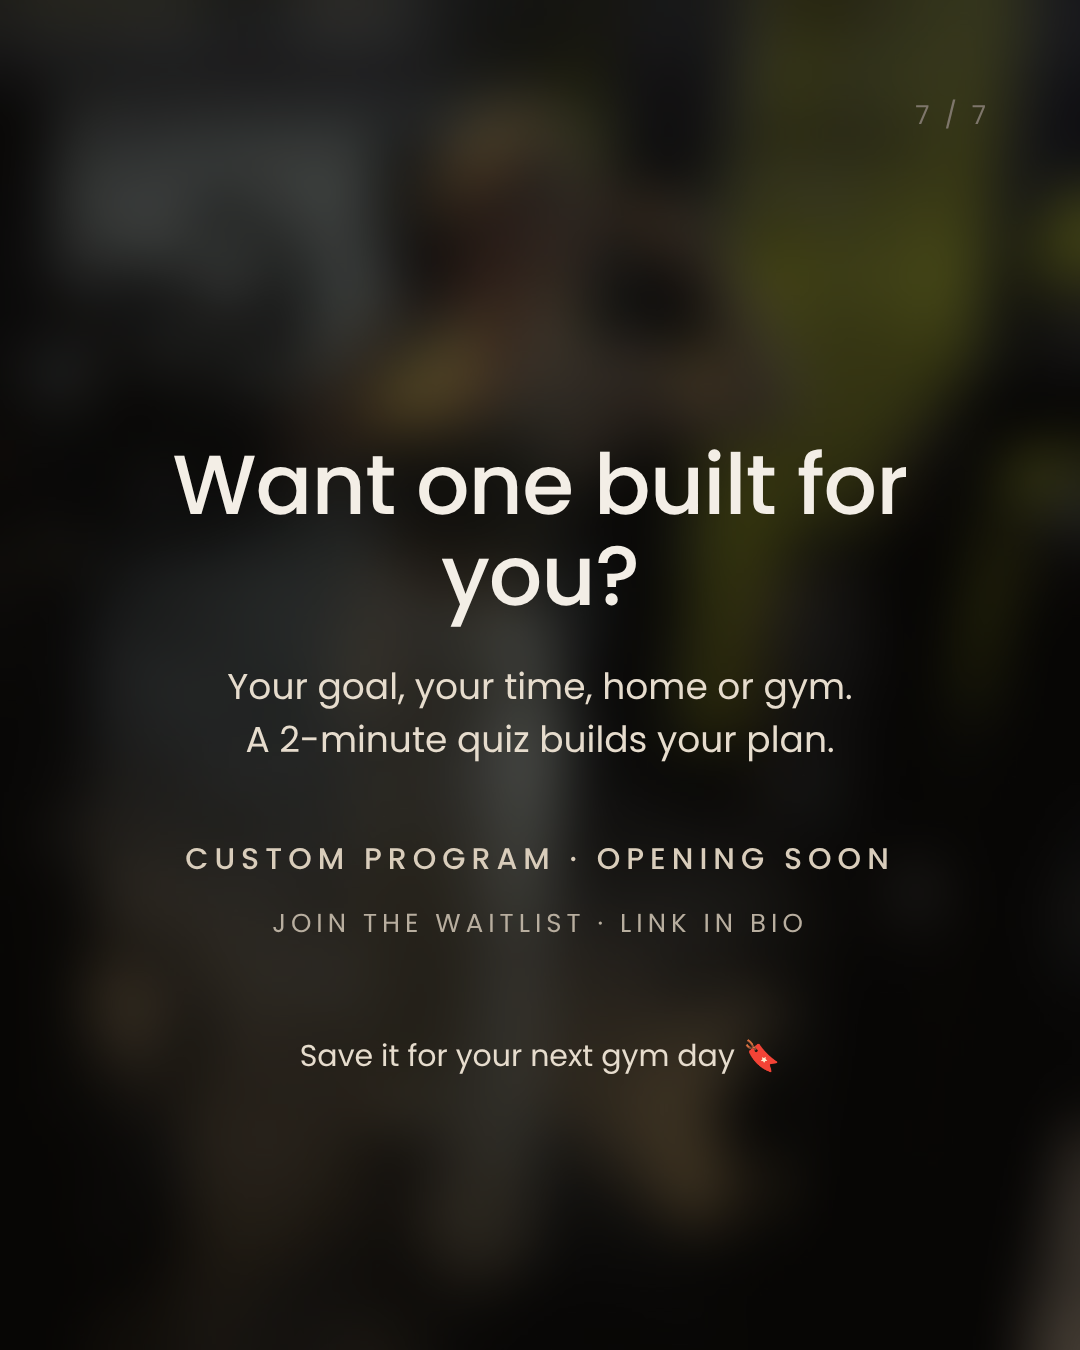 7 / 7
Want one built for
you?
Your goal, your time, home or gym.
A 2-minute quiz builds your plan.
CUSTOM PROGRAM · OPENING SOON
JOIN THE WAITLIST · LINK IN BIO
Save it for your next gym day 🔖